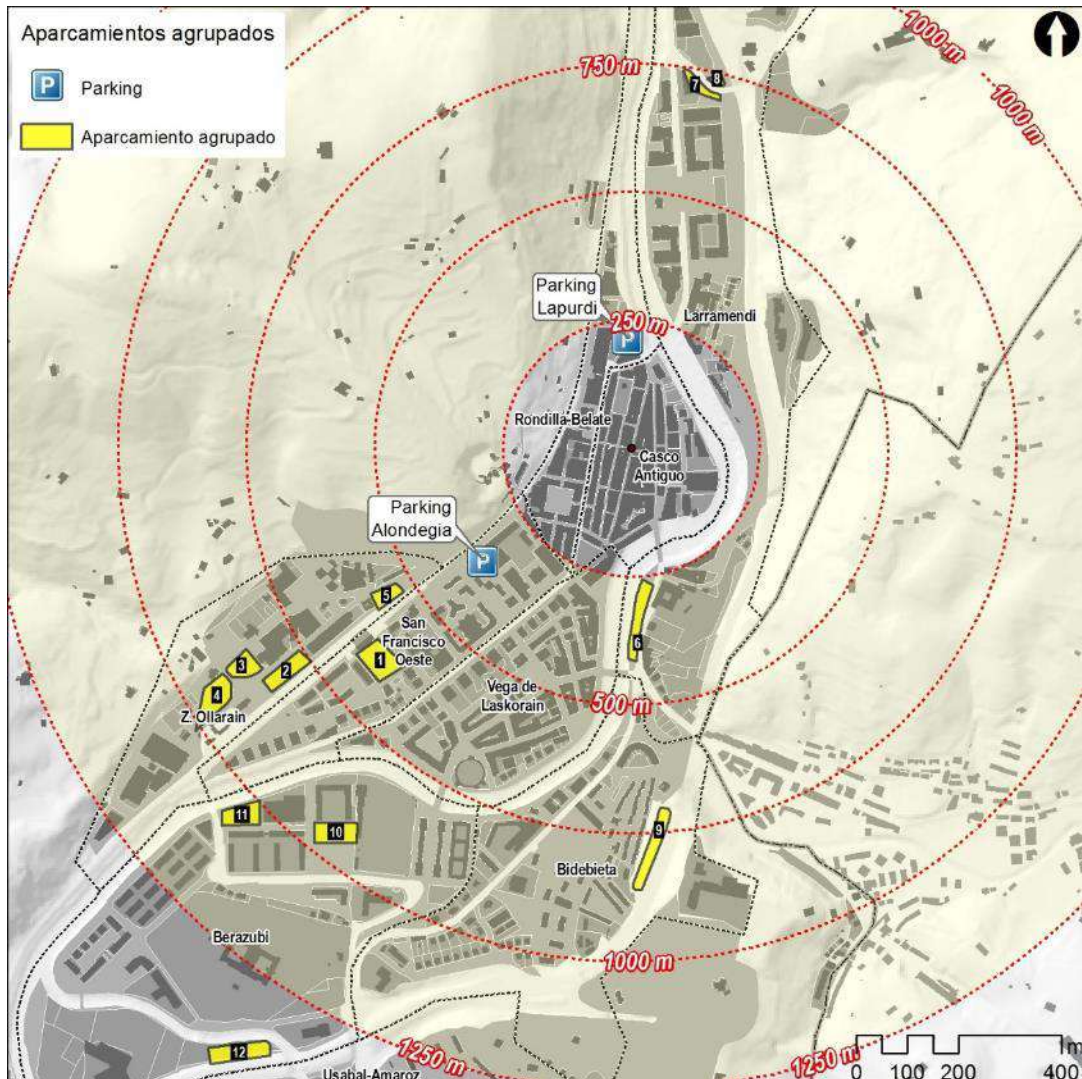 Aparcamientos agrupados
P
Parking
Aparcamiento agrupado
1000 m
1000 m
750 m
8
7
Parking
Lapurdi
250 m
P
Larramendi
Rondilla-Belate
Casco
Antiguo
Parking
Alondegia
P
5
San
Francisco
Oeste
1
6
3
2
4
Z. Ollarain
Vega de
Laskorain
500 m
11
10
9
Bidebieta
Berazubi
1000 m
12
1250 m
Usabal-Amaroz
1250 m
m
0 100 200 400